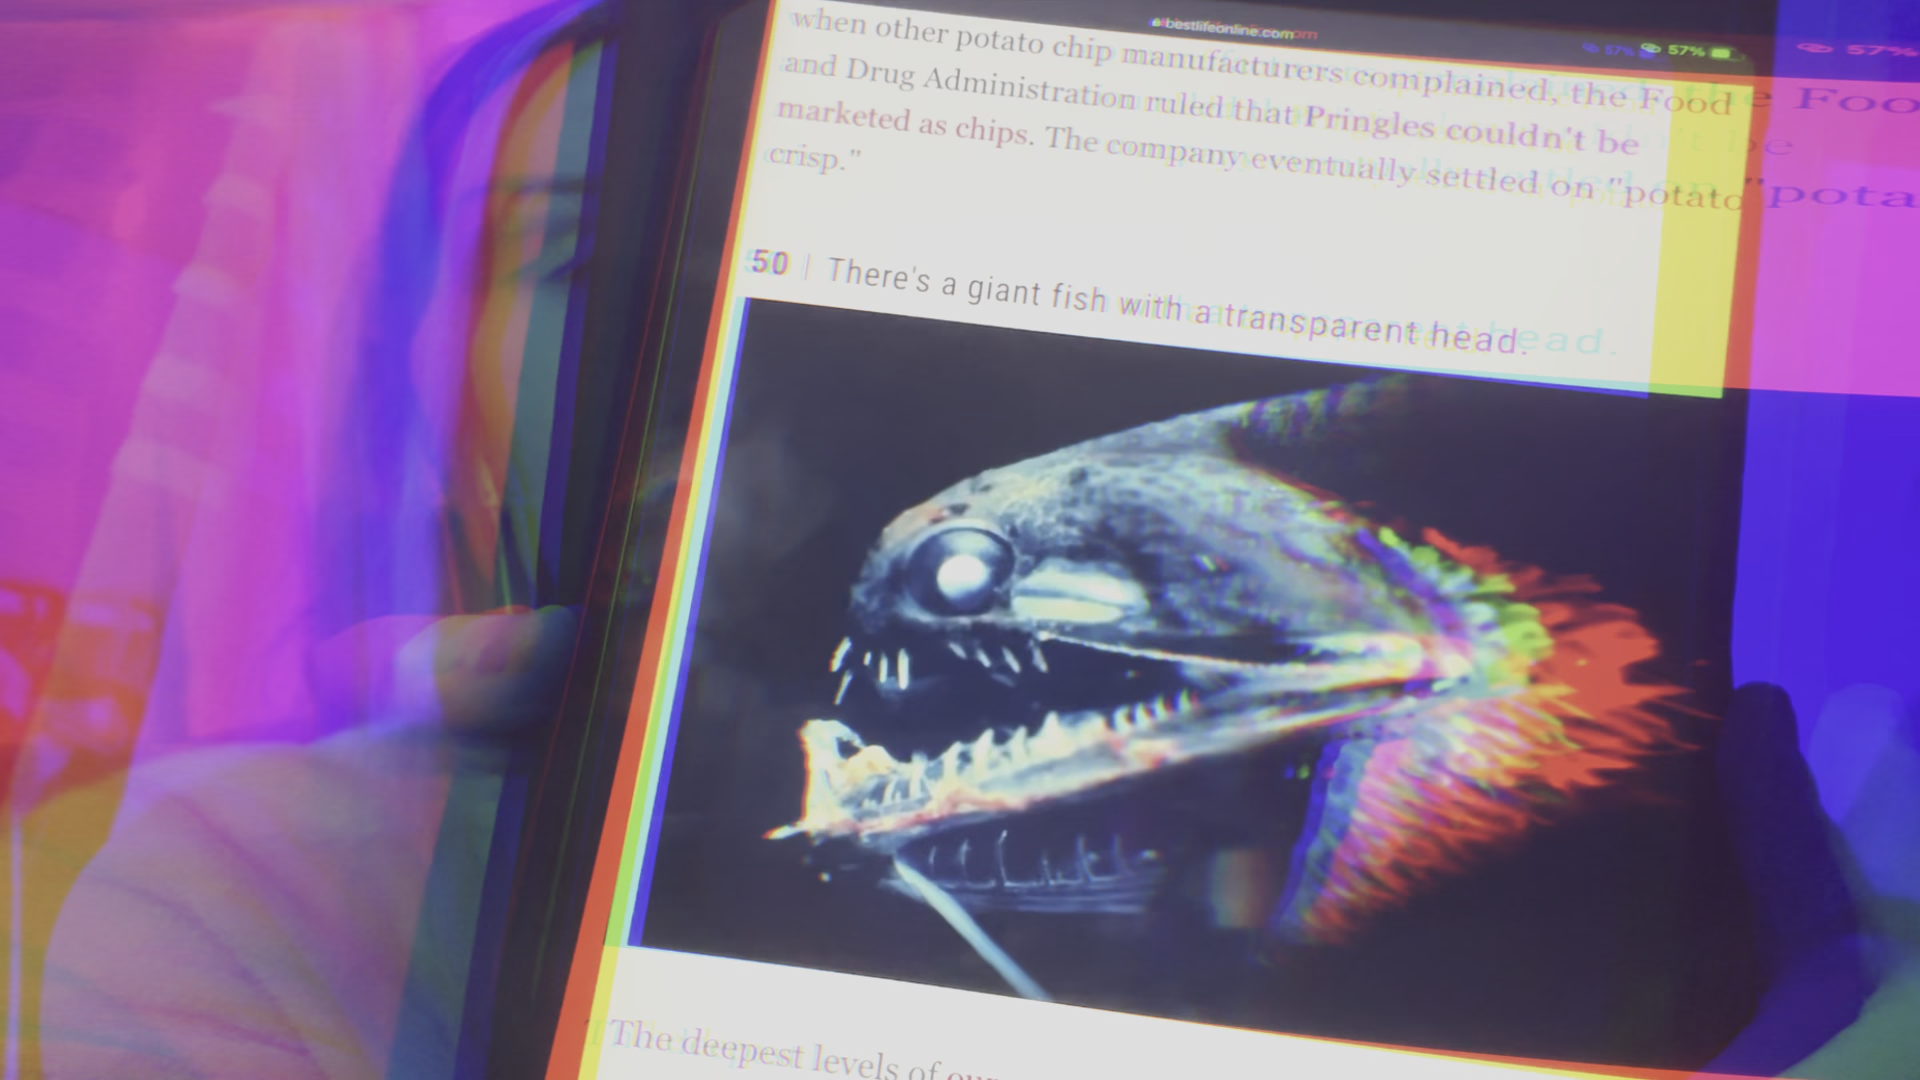 bestlifeonline.com
57%
when other potato chip manufacturers complained, the Food
and Drug Administration ruled that Pringles couldn't be
marketed as chips. The company eventually settled on "potato
crisp."
50 | There's a giant fish with a transparent head.
The deepest levels of